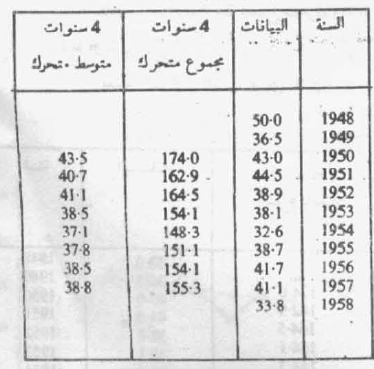 السنة البيانات 4 سنوات 4 سنوات
مجموع متحرك متوسط متحرك
1948 50.0
1949 36.5
1950 43.0 174.0 43.5
1951 44.5 162.9 40.7
1952 38.9 164.5 41.1
1953 38.1 154.1 38.5
1954 32.6 148.3 37.1
1955 38.7 151.1 37.8
1956 41.7 154.1 38.5
1957 41.1 155.3 38.8
1958 33.8